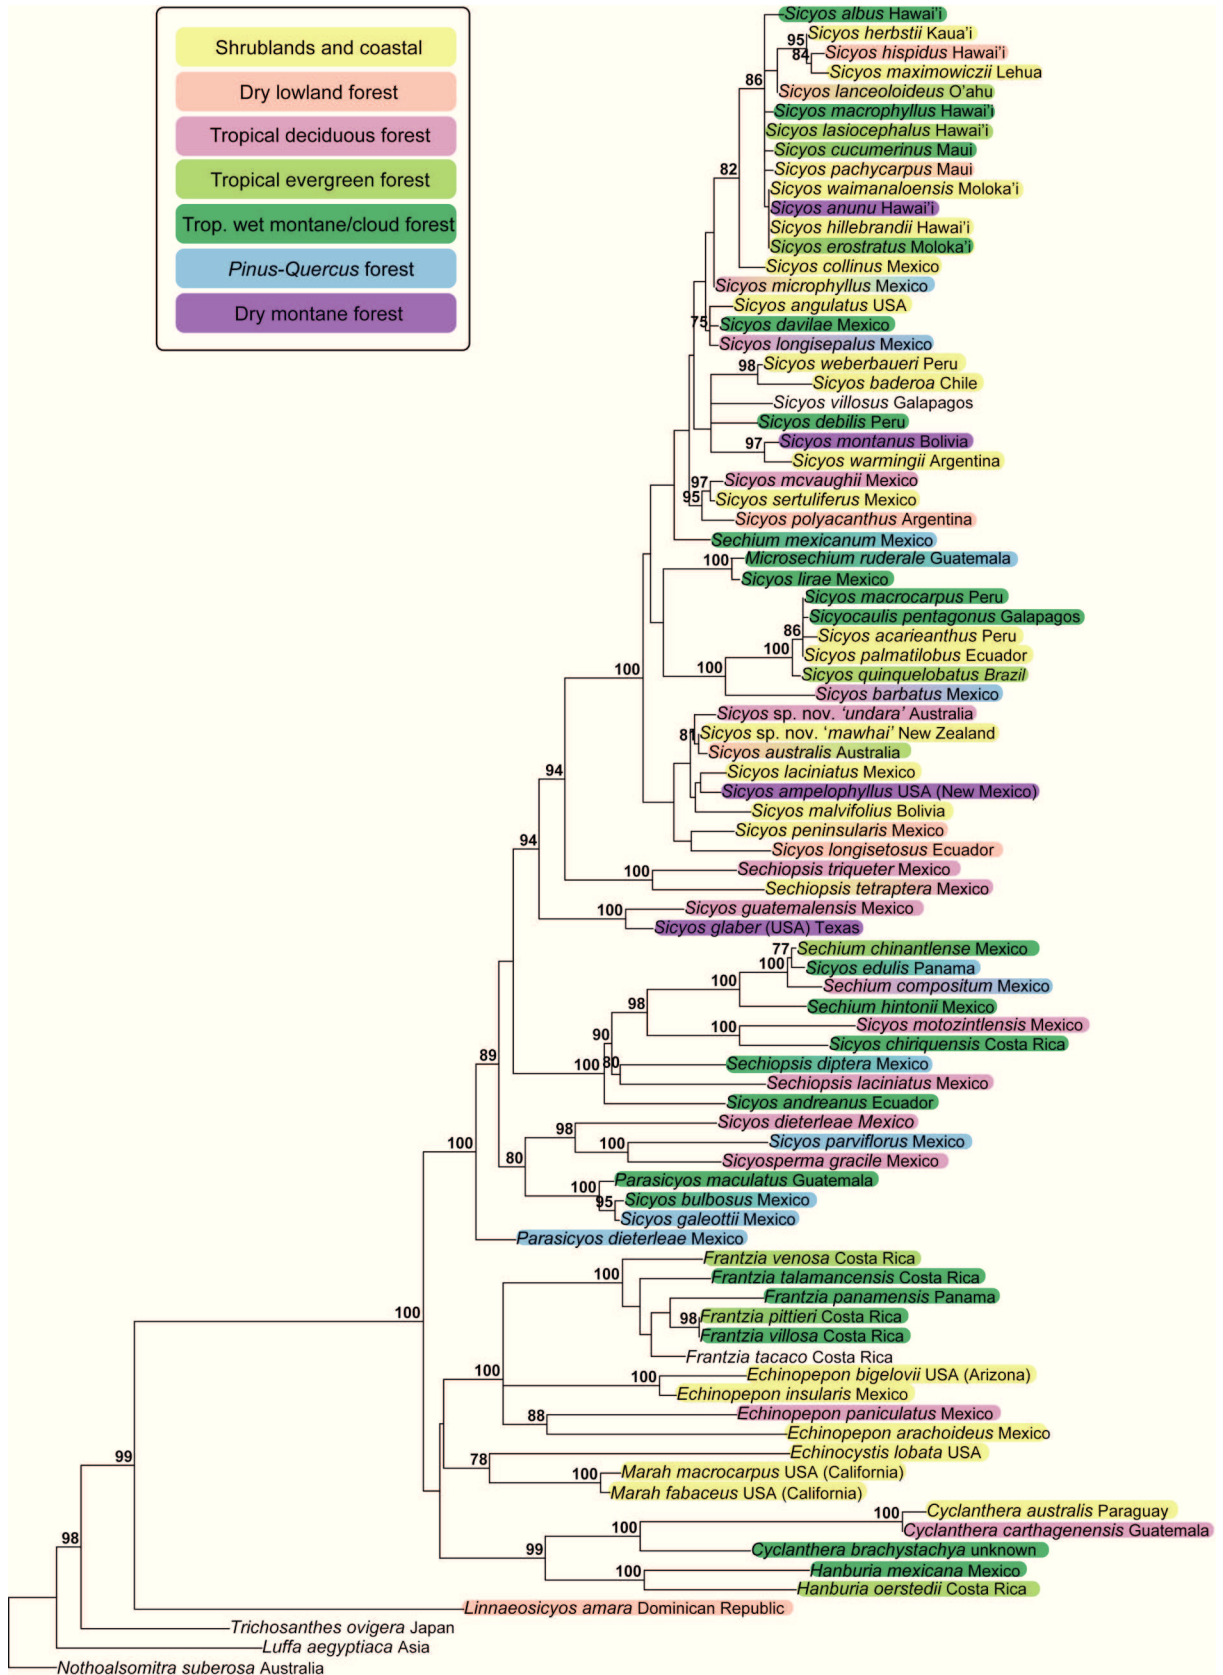 Shrublands and coastal
Dry lowland forest
Tropical deciduous forest
Tropical evergreen forest
Trop. wet montane/cloud forest
Pinus-Quercus forest
Dry montane forest
Sicyos albus Hawai'i
95 Sicyos herbstii Kaua'i
84 Sicyos hispidus Hawai'i
Sicyos maximowiczii Lehua
86
Sicyos lanceoloideus O'ahu
Sicyos macrophyllus Hawai'i
Sicyos lasiocephalus Hawai'i
Sicyos cucumerinus Maui
82 Sicyos pachycarpus Maui
Sicyos waimanaloensis Moloka'i
Sicyos anunu Hawai'i
Sicyos hillebrandii Hawai'i
Sicyos erostratus Moloka'i
Sicyos collinus Mexico
Sicyos microphyllus Mexico
Sicyos angulatus USA
75 Sicyos davilae Mexico
Sicyos longisepalus Mexico
98 Sicyos weberbaueri Peru
Sicyos baderoa Chile
Sicyos villosus Galapagos
Sicyos debilis Peru
97 Sicyos montanus Bolivia
Sicyos warmingii Argentina
97 Sicyos mcvaughii Mexico
95 Sicyos sertuliferus Mexico
Sicyos polyacanthus Argentina
Sechium mexicanum Mexico
100 Microsechium ruderale Guatemala
Sicyos lirae Mexico
Sicyos macrocarpus Peru
Sicyocaulis pentagonus Galapagos
86 Sicyos acarieanthus Peru
100 Sicyos palmatilobus Ecuador
100 100 Sicyos quinquelobatus Brazil
Sicyos barbatus Mexico
Sicyos sp. nov. 'undara' Australia
81 Sicyos sp. nov. 'mawhai' New Zealand
Sicyos australis Australia
94 Sicyos laciniatus Mexico
Sicyos ampelophyllus USA (New Mexico)
Sicyos malvifolius Bolivia
94 Sicyos peninsularis Mexico
Sicyos longisetosus Ecuador
100 Sechiopsis triqueter Mexico
Sechiopsis tetraptera Mexico
100 Sicyos guatemalensis Mexico
Sicyos glaber (USA) Texas
77 Sechium chinantlense Mexico
100 Sicyos edulis Panama
100 Sechium compositum Mexico
98 Sechium hintonii Mexico
100 Sicyos motozintlensis Mexico
90 Sicyos chiriquensis Costa Rica
89 100 80 Sechiopsis diptera Mexico
Sechiopsis laciniatus Mexico
Sicyos andreanus Ecuador
98 Sicyos dieterleae Mexico
100 100 Sicyos parviflorus Mexico
80 Sicyosperma gracile Mexico
100 Parasicyos maculatus Guatemala
95 Sicyos bulbosus Mexico
Sicyos galeottii Mexico
Parasicyos dieterleae Mexico
Frantzia venosa Costa Rica
100 Frantzia talamancensis Costa Rica
Frantzia panamensis Panama
100 98 Frantzia pittieri Costa Rica
Frantzia villosa Costa Rica
Frantzia tacaco Costa Rica
100 100 Echinopepon bigelovii USA (Arizona)
Echinopepon insularis Mexico
88 Echinopepon paniculatus Mexico
Echinopepon arachoideus Mexico
99 78 Echinocystis lobata USA
100 Marah macrocarpus USA (California)
Marah fabaceus USA (California)
100 Cyclanthera australis Paraguay
100 Cyclanthera carthagenensis Guatemala
98 99 Cyclanthera brachystachya unknown
100 Hanburia mexicana Mexico
Hanburia oerstedii Costa Rica
Linnaeosicyos amara Dominican Republic
Trichosanthes ovigera Japan
Luffa aegyptiaca Asia
Nothoalsomitra suberosa Australia